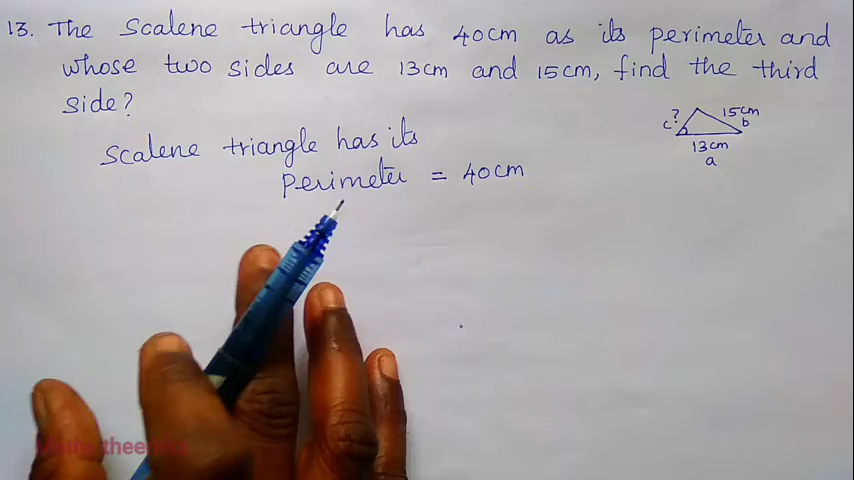 13. The Scalene triangle has 40cm as its perimeter and
whose two sides are 13cm and 15cm, find the third
side?
c? 15cm
b
13cm
a
Scalene triangle has its
Perimeter = 40cm